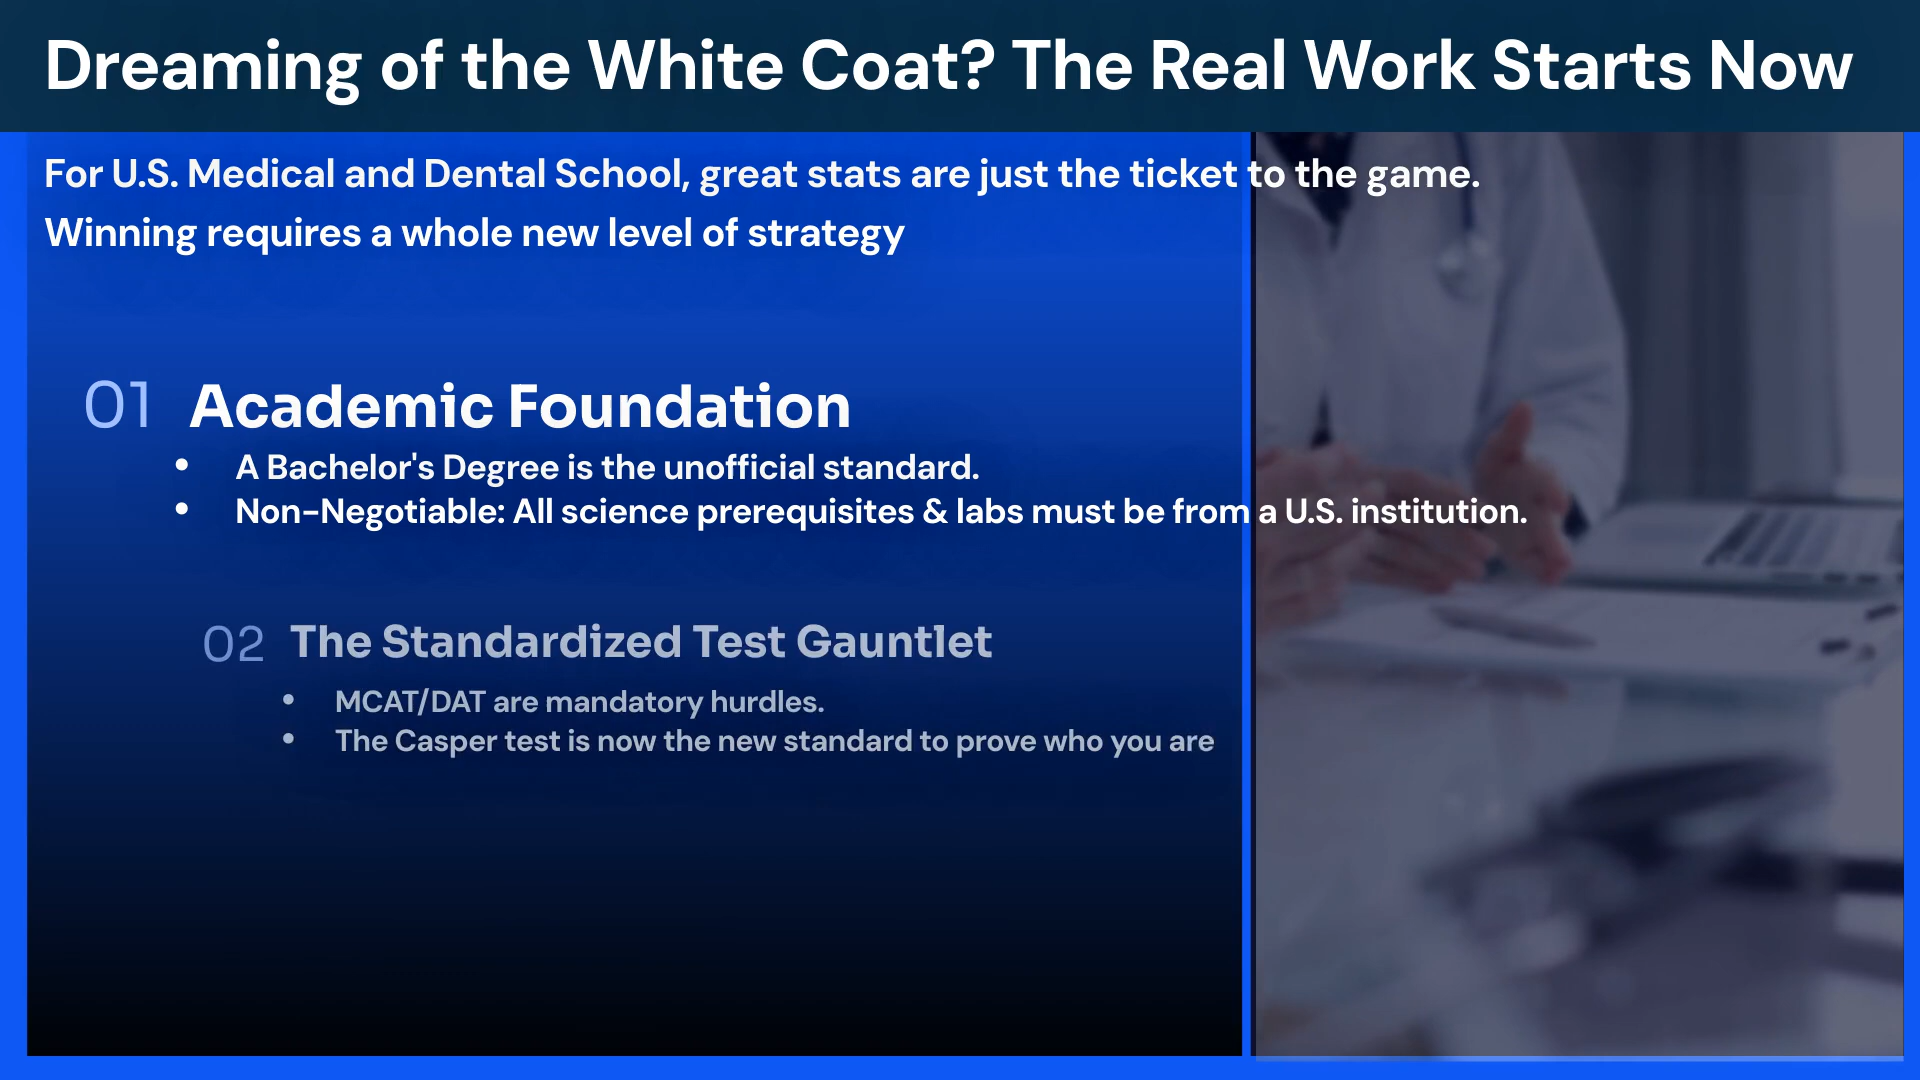 Dreaming of the White Coat? The Real Work Starts Now
For U.S. Medical and Dental School, great stats are just the ticket to the game.
Winning requires a whole new level of strategy
01 Academic Foundation
• A Bachelor's Degree is the unofficial standard.
• Non-Negotiable: All science prerequisites & labs must be from a U.S. institution.
02 The Standardized Test Gauntlet
• MCAT/DAT are mandatory hurdles.
• The Casper test is now the new standard to prove who you are